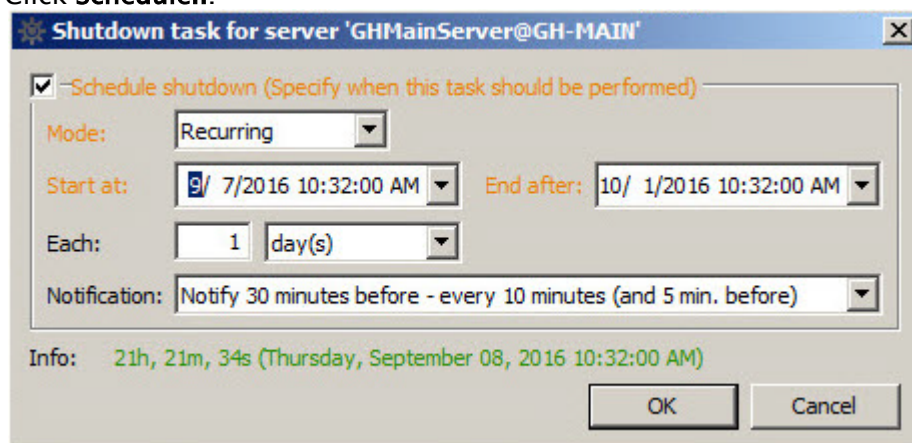 Click Schedulen.
Shutdown task for server 'GHMainServer@GH-MAIN'
Schedule shutdown (Specify when this task should be performed)
Mode: Recurring
Start at: 9/ 7/2016 10:32:00 AM End after: 10/ 1/2016 10:32:00 AM
Each: 1 day(s)
Notification: Notify 30 minutes before - every 10 minutes (and 5 min. before)
Info: 21h, 21m, 34s (Thursday, September 08, 2016 10:32:00 AM)
OK Cancel